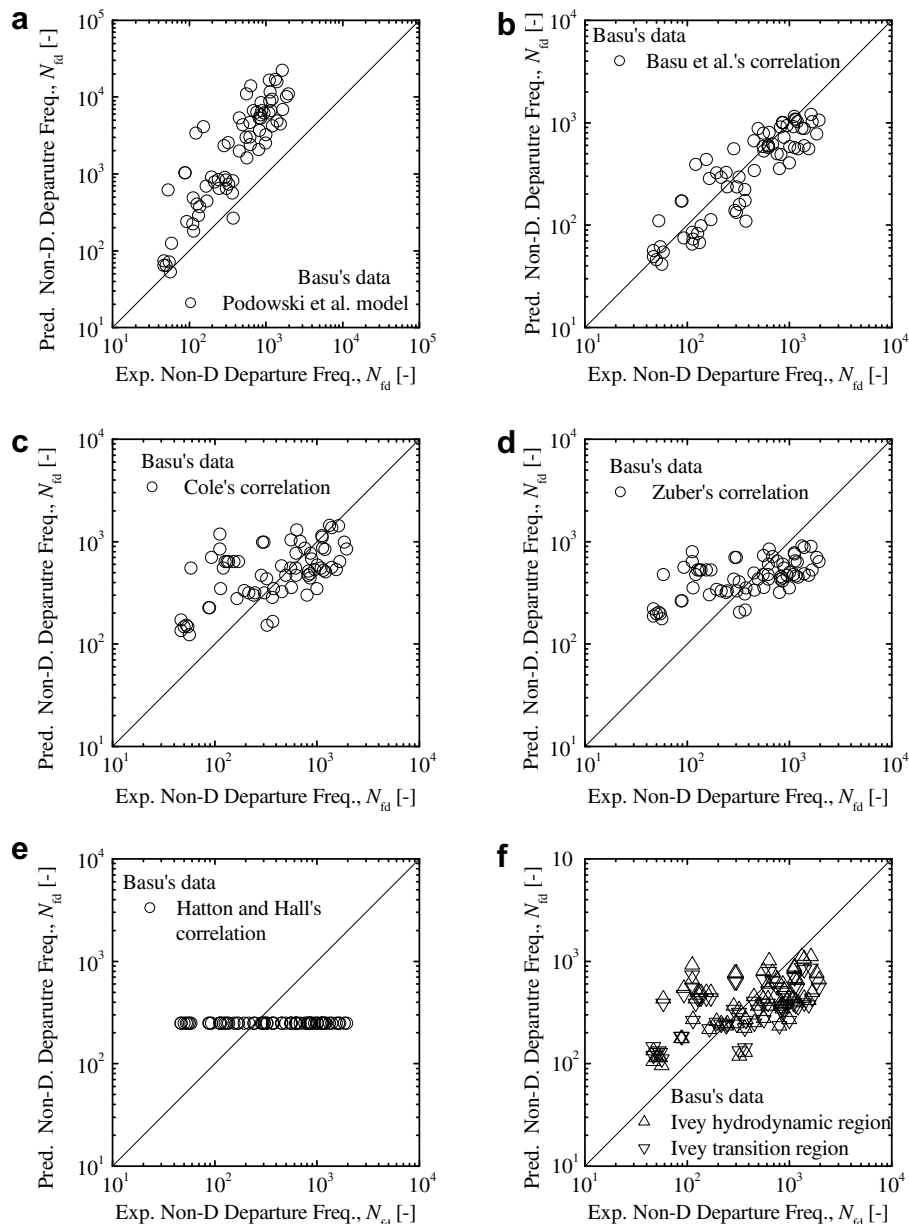 a
10^5
10^4
10^3
10^2
10^1
Pred. Non-D. Deparutre Freq., N_fd [-]
Basu's data
Podowski et al. model
10^1 10^2 10^3 10^4 10^5
Exp. Non-D Departure Freq., N_fd [-]
b
10^4
10^3
10^2
10^1
Pred. Non-D. Deparutre Freq., N_fd [-]
Basu's data
Basu et al.'s correlation
10^1 10^2 10^3 10^4
Exp. Non-D Departure Freq., N_fd [-]
c
10^4
10^3
10^2
10^1
Pred. Non-D. Deparutre Freq., N_fd [-]
Basu's data
Cole's correlation
10^1 10^2 10^3 10^4
Exp. Non-D Departure Freq., N_fd [-]
d
10^4
10^3
10^2
10^1
Pred. Non-D. Deparutre Freq., N_fd [-]
Basu's data
Zuber's correlation
10^1 10^2 10^3 10^4
Exp. Non-D Departure Freq., N_fd [-]
e
10^4
10^3
10^2
10^1
Pred. Non-D. Deparutre Freq., N_fd [-]
Basu's data
Hatton and Hall's
correlation
10^1 10^2 10^3 10^4
Exp. Non-D Departure Freq., N_fd [-]
f
10
10^3
10^2
10^1
Pred. Non-D. Deparutre Freq., N_fd [-]
Basu's data
Ivey hydrodynamic region
Ivey transition region
10^1 10^2 10^3 10^4
Exp. Non-D Departure Freq., N_fd [-]